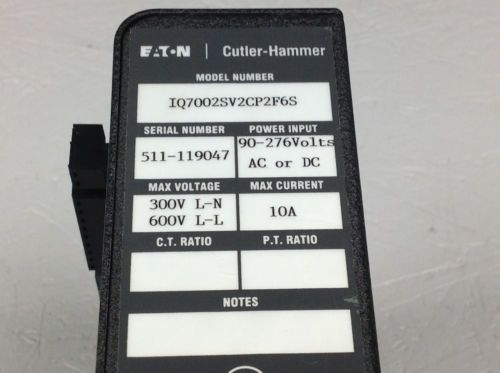 EATON | Cutler-Hammer
MODEL NUMBER
IQ7002SV2CP2F6S
SERIAL NUMBER
511-119047
POWER INPUT
90-276Volts
AC or DC
MAX VOLTAGE
300V L-N
600V L-L
MAX CURRENT
10A
C.T. RATIO
P.T. RATIO
NOTES